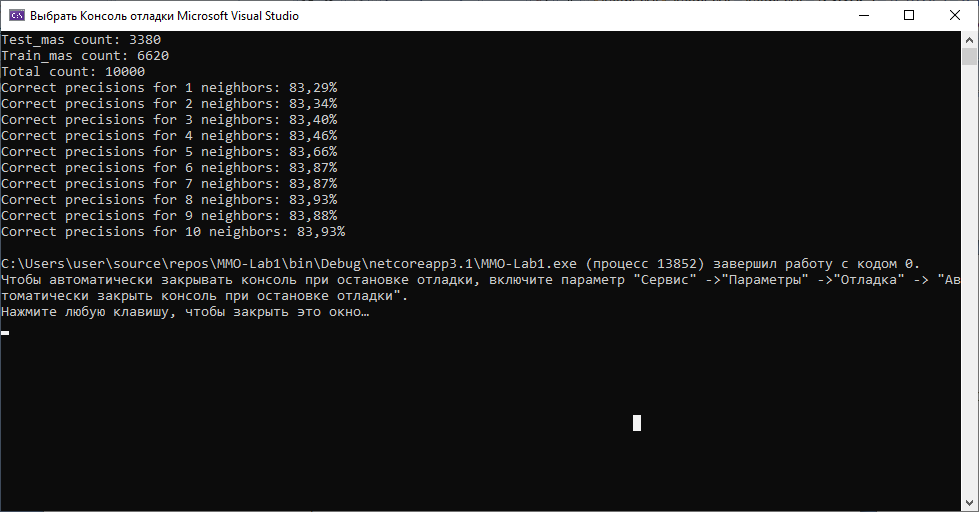 Выбрать Консоль отладки Microsoft Visual Studio
Test_mas count: 3380
Train_mas count: 6620
Total count: 10000
Correct precisions for 1 neighbors: 83,29%
Correct precisions for 2 neighbors: 83,34%
Correct precisions for 3 neighbors: 83,40%
Correct precisions for 4 neighbors: 83,46%
Correct precisions for 5 neighbors: 83,66%
Correct precisions for 6 neighbors: 83,87%
Correct precisions for 7 neighbors: 83,87%
Correct precisions for 8 neighbors: 83,93%
Correct precisions for 9 neighbors: 83,88%
Correct precisions for 10 neighbors: 83,93%
C:\Users\user\source\repos\MMO-Lab1\bin\Debug\netcoreapp3.1\MMO-Lab1.exe (процесс 13852) завершил работу с кодом 0.
Чтобы автоматически закрывать консоль при остановке отладки, включите параметр "Сервис" ->"Параметры" ->"Отладка" -> "Ав
томатически закрыть консоль при остановке отладки".
Нажмите любую клавишу, чтобы закрыть это окно…